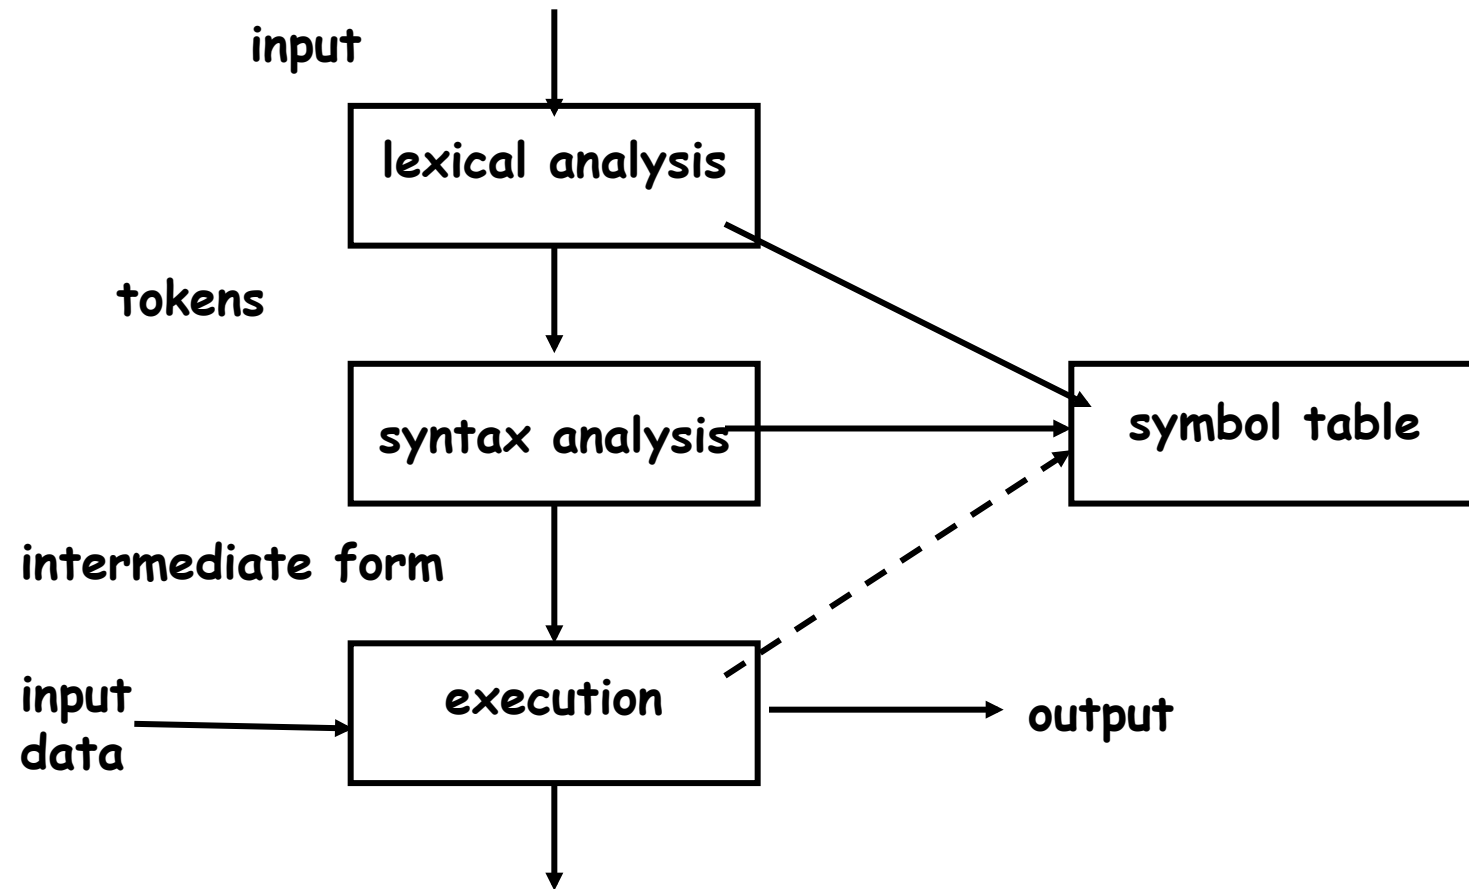 input
lexical analysis
tokens
syntax analysis
symbol table
intermediate form
execution
input
data
output